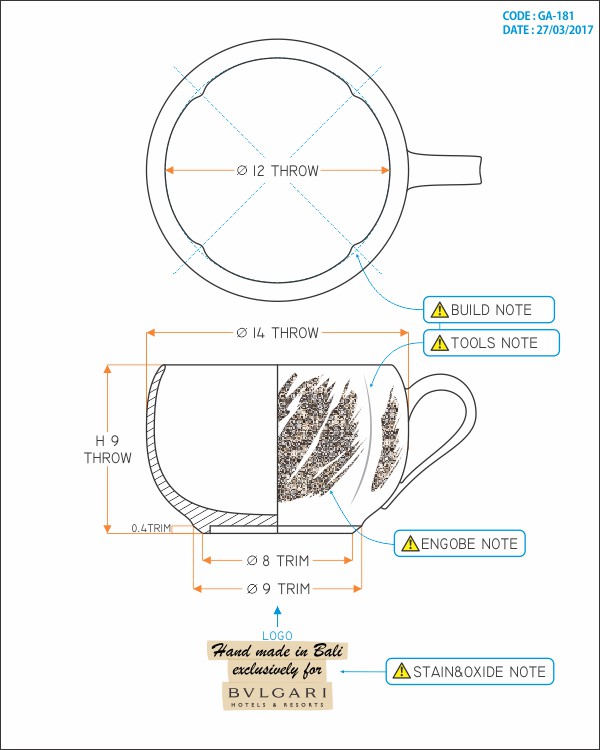 CODE : GA-181
DATE : 27/03/2017
Ø 12 THROW
BUILD NOTE
Ø 14 THROW
TOOLS NOTE
H 9
THROW
0.4TRIM
ENGOBE NOTE
Ø 8 TRIM
Ø 9 TRIM
LOGO
Hand made in Bali
exclusively for
BVLGARI
HOTELS & RESORTS
STAIN&OXIDE NOTE